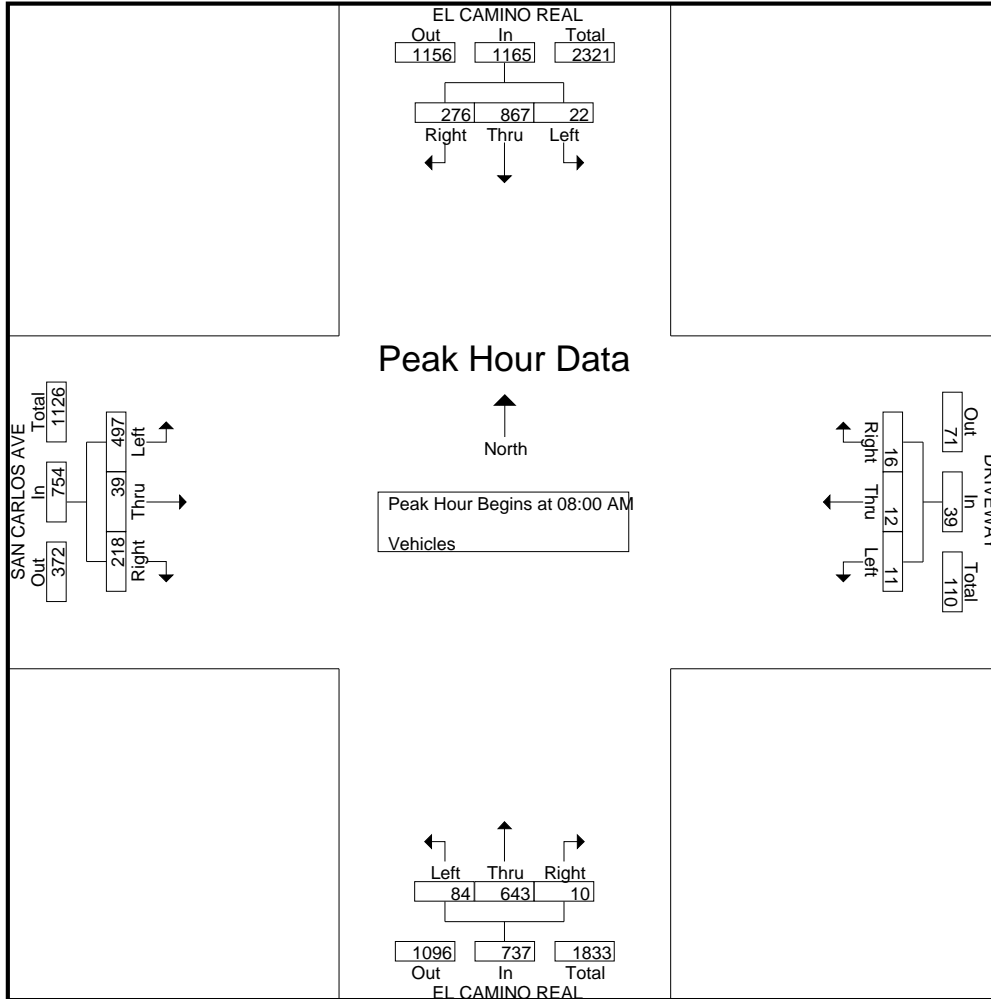 EL CAMINO REAL
Out In Total
1156 1165 2321
276 867 22
Right Thru Left
Peak Hour Data
North
Peak Hour Begins at 08:00 AM
Vehicles
SAN CARLOS AVE
Total In Out
1126 754 372
497 39 218
Left Thru Right
Right Thru Left
16 12 11
Out In Total
71 39 110
DRIVEWAY
Left Thru Right
84 643 10
1096 737 1833
Out In Total
EL CAMINO REAL